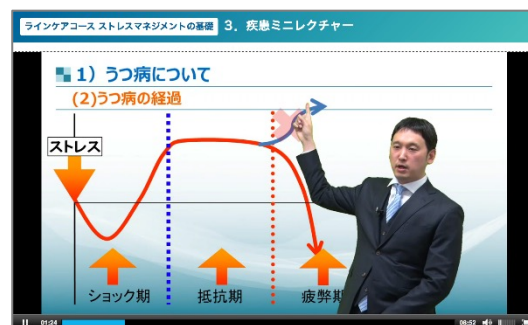 ラインケアコース ストレスマネジメントの基礎 3. 疾患ミニレクチャー
1）うつ病について
(2)うつ病の経過
ストレス
ショック期 抵抗期 疲弊期
01:24 08:52